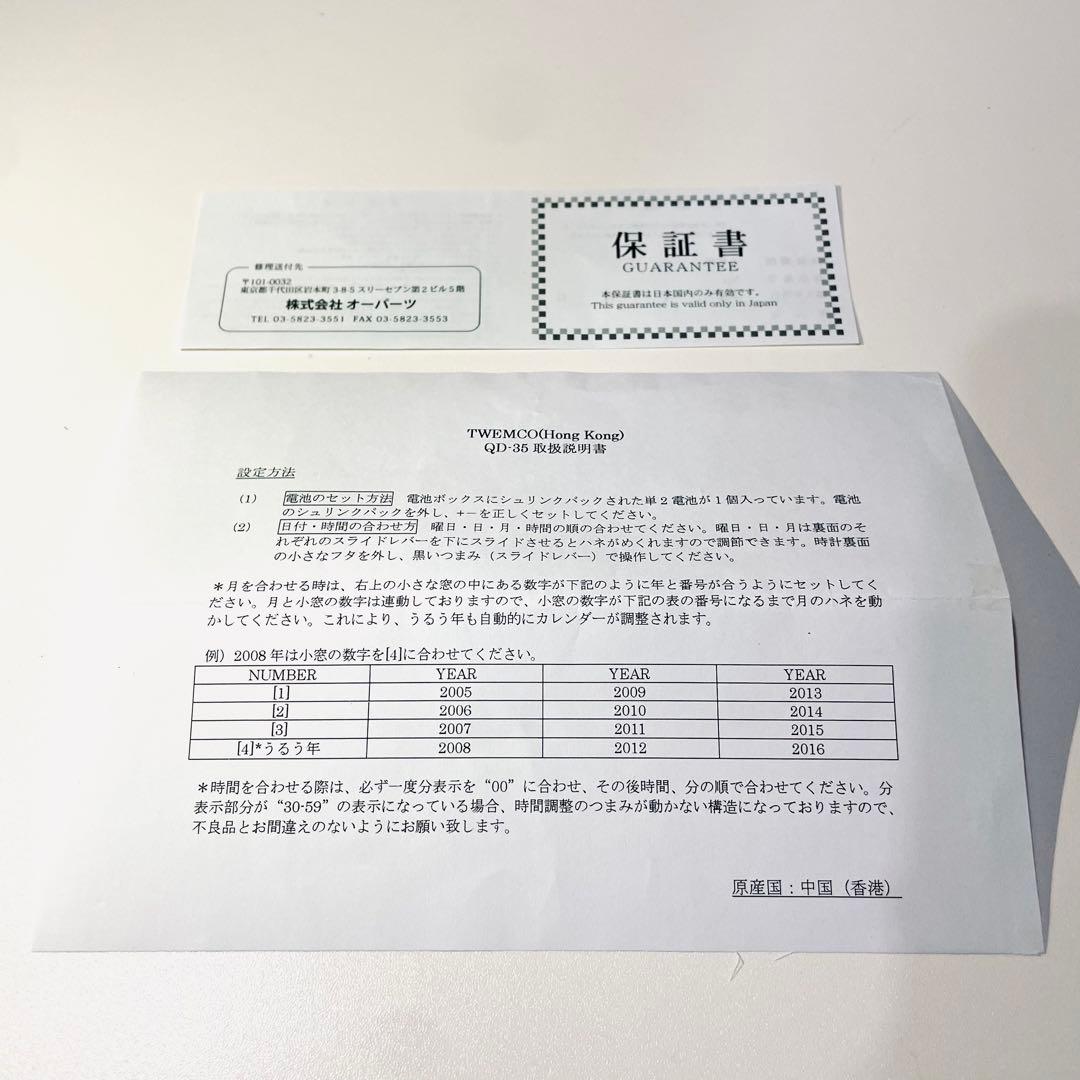 修理送付先
〒101-0032
東京都千代田区岩本町3-8-5スリーセブン第2ビル5階
株式会社 オーパーツ
TEL 03-5823-3551 FAX 03-5823-3553
保証書
GUARANTEE
本保証書は日本国内のみ有効です。
This guarantee is valid only in Japan
TWEMCO(Hong Kong)
QD-35 取扱説明書
設定方法
(1) 電池のセット方法 電池ボックスにシュリンクパックされた単2電池が1個入っています。電池
のシュリンクパックを外し、+-を正しくセットしてください。
(2) 日付・時間の合わせ方 曜日・日・月・時間の順の合わせてください。曜日・日・月は裏面のそ
れぞれのスライドレバーを下にスライドさせるとハネがめくれますので調節できます。時計裏面
の小さなフタを外し、黒いつまみ(スライドレバー)で操作してください。
*月を合わせる時は、右上の小さな窓の中にある数字が下記のように年と番号が合うようにセットしてく
ださい。月と小窓の数字は連動しておりますので、小窓の数字が下記の表の番号になるまで月のハネを動
かしてください。これにより、うるう年も自動的にカレンダーが調整されます。
例)2008年は小窓の数字を[4]に合わせてください。
NUMBER YEAR YEAR YEAR
[1] 2005 2009 2013
[2] 2006 2010 2014
[3] 2007 2011 2015
[4]*うるう年 2008 2012 2016
*時間を合わせる際は、必ず一度分表示を“00”に合わせ、その後時間、分の順で合わせてください。分
表示部分が“30-59”の表示になっている場合、時間調整のつまみが動かない構造になっておりますので、
不良品とお間違えのないようにお願い致します。
原産国:中国(香港)